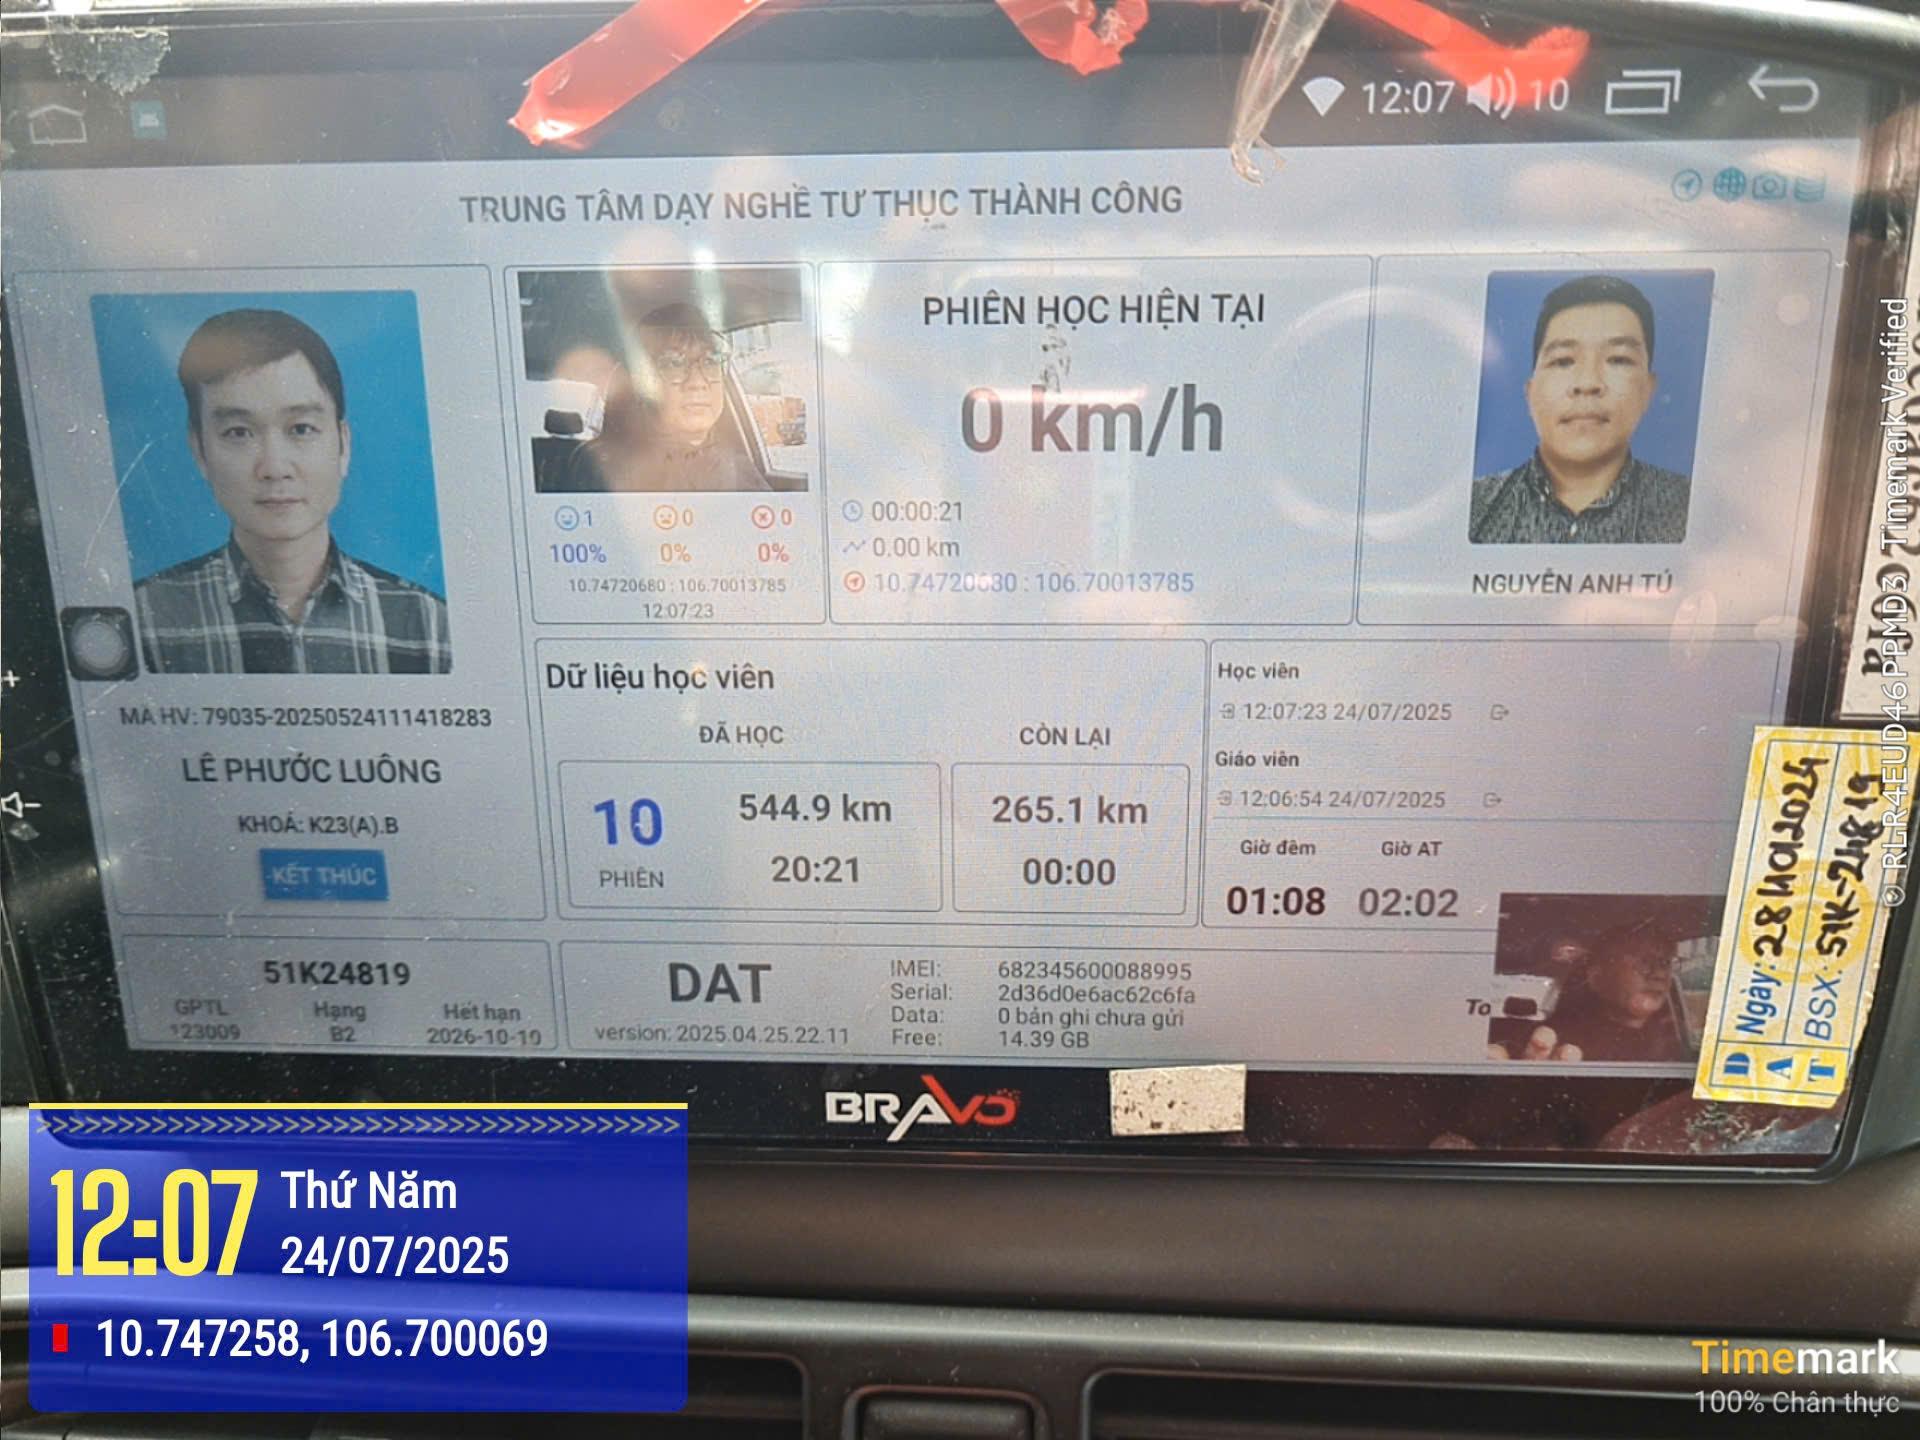 12:07 10
TRUNG TÂM DẠY NGHỀ TƯ THỤC THÀNH CÔNG
MA HV: 79035-20250524111418283
LÊ PHƯỚC LUÔNG
KHOÁ: K23(A).B
KẾT THÚC
1 0 0
100% 0% 0%
10.74720680 : 106.70013785
12:07:23
PHIÊN HỌC HIỆN TẠI
0 km/h
00:00:21
0.00 km
10.74720680 : 106.70013785
NGUYỄN ANH TÚ
Dữ liệu học viên
ĐÃ HỌC
CÒN LẠI
10
PHIÊN
544.9 km
20:21
265.1 km
00:00
Học viên
12:07:23 24/07/2025
Giáo viên
12:06:54 24/07/2025
Giờ đêm Giờ AT
01:08 02:02
51K24819
GPTL Hạng Hết hạn
123009 B2 2026-10-10
DAT
version: 2025.04.25.22.11
IMEI: 682345600088995
Serial: 2d36d0e6ac62c6fa
Data: 0 bản ghi chưa gửi
Free: 14.39 GB
To
BRAVO
DAT
Ngày:
BSX: 51K-24819
RLR4EUD46PPMD3 Timemark Verified
12:07
Thứ Năm
24/07/2025
10.747258, 106.700069
Timemark
100% Chân thực